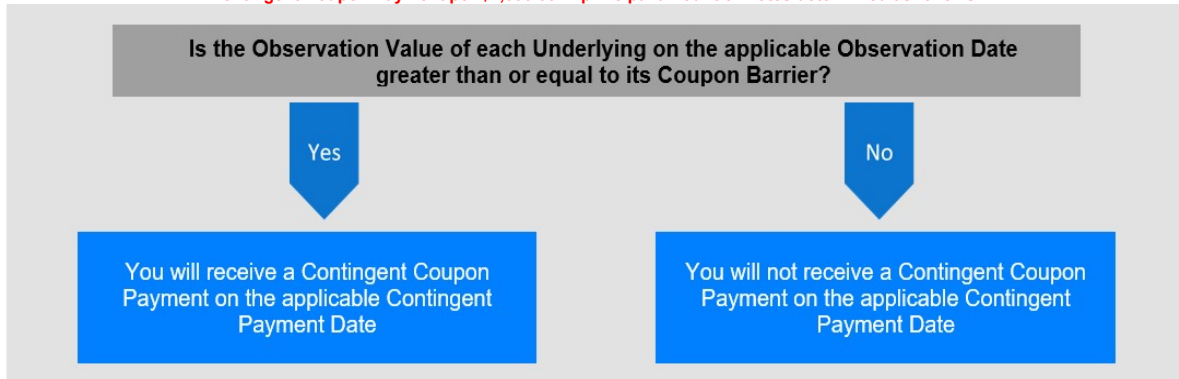 Is the Observation Value of each Underlying on the applicable Observation Date
greater than or equal to its Coupon Barrier?
Yes
No
You will receive a Contingent Coupon
Payment on the applicable Contingent
Payment Date
You will not receive a Contingent Coupon
Payment on the applicable Contingent
Payment Date